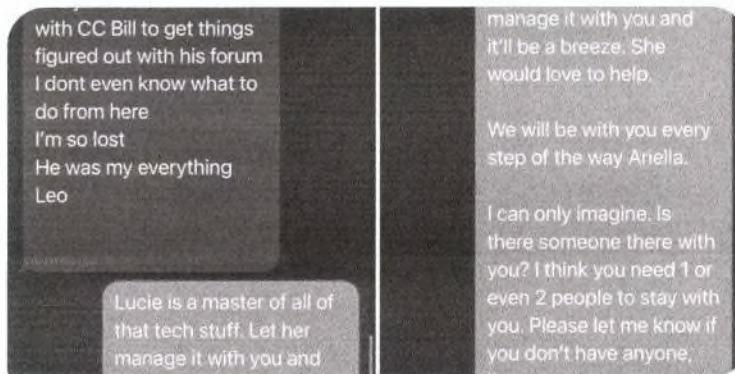 with CC Bill to get things
figured out with his forum
I dont even know what to
do from here
I'm so lost
He was my everything
Leo
Lucie is a master of all of
that tech stuff. Let her
manage it with you and
manage it with you and
it'll be a breeze. She
would love to help.
We will be with you every
step of the way Ariella.
I can only imagine. Is
there someone there with
you? I think you need 1 or
even 2 people to stay with
you. Please let me know if
you don't have anyone,